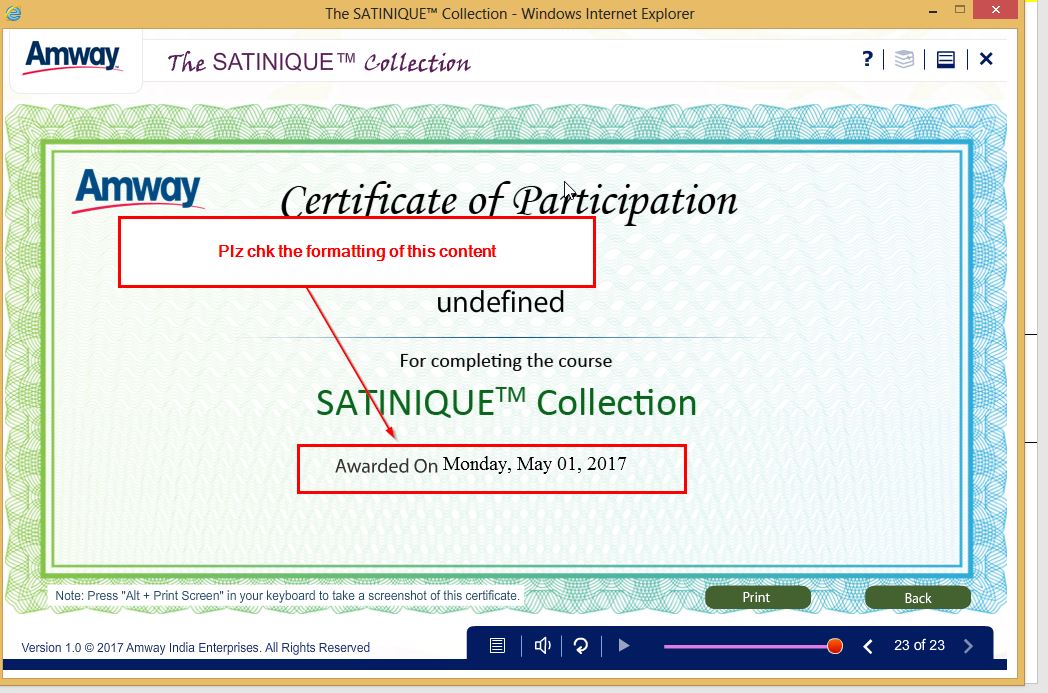 The SATINIQUE™ Collection - Windows Internet Explorer
Amway
The SATINIQUE™ Collection
?
Amway
Certificate of Participation
Plz chk the formatting of this content
undefined
For completing the course
SATINIQUE™ Collection
Awarded On Monday, May 01, 2017
Note: Press "Alt + Print Screen" in your keyboard to take a screenshot of this certificate.
Print
Back
Version 1.0 © 2017 Amway India Enterprises. All Rights Reserved
23 of 23